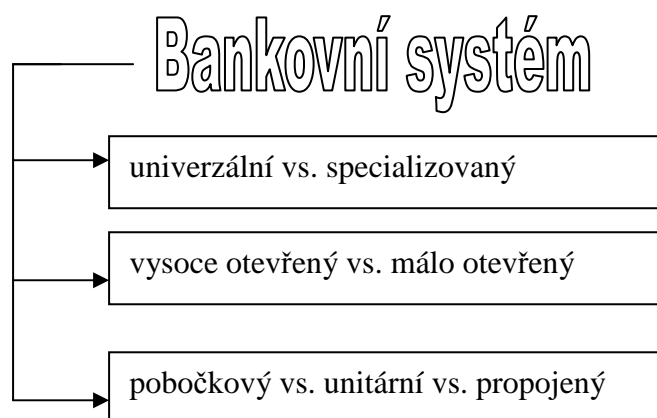 Bankovní systém
univerzální vs. specializovaný
vysoce otevřený vs. málo otevřený
pobočkový vs. unitární vs. propojený